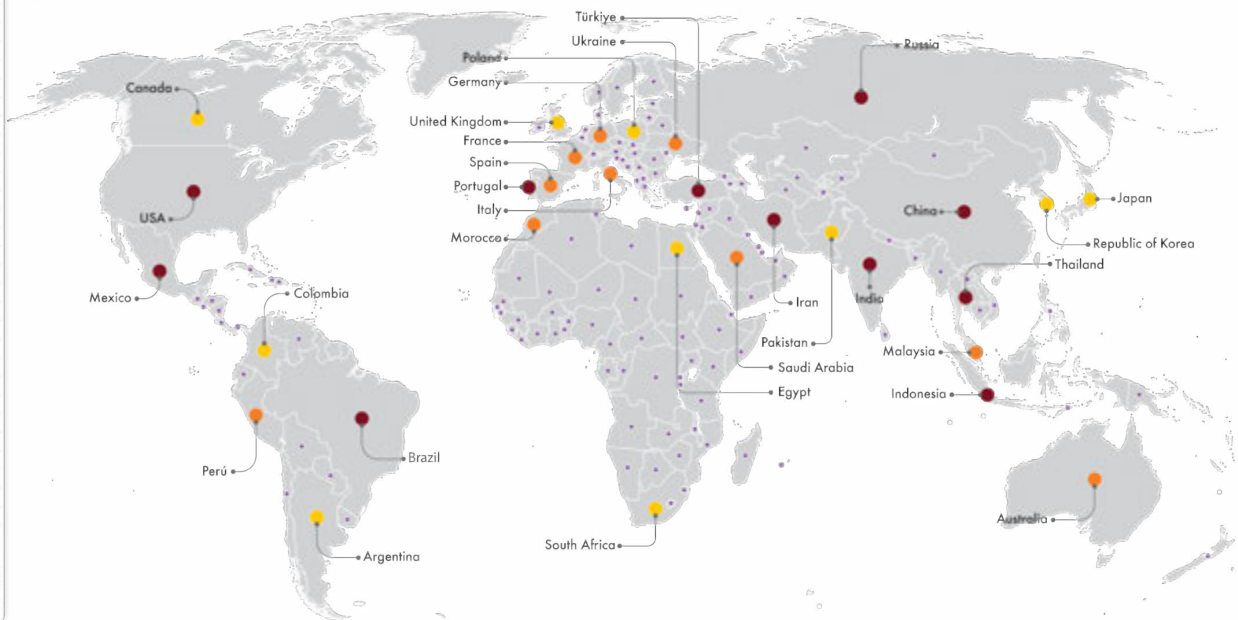 Türkiye
Ukraine
Russia
Poland
Germany
Canada
United Kingdom
France
Spain
Portugal
Japan
USA
Italy
China
Morocco
Republic of Korea
Thailand
Mexico
Colombia
Iran
India
Pakistan
Malaysia
Saudi Arabia
Egypt
Indonesia
Brazil
Perú
Australia
South Africa
Argentina